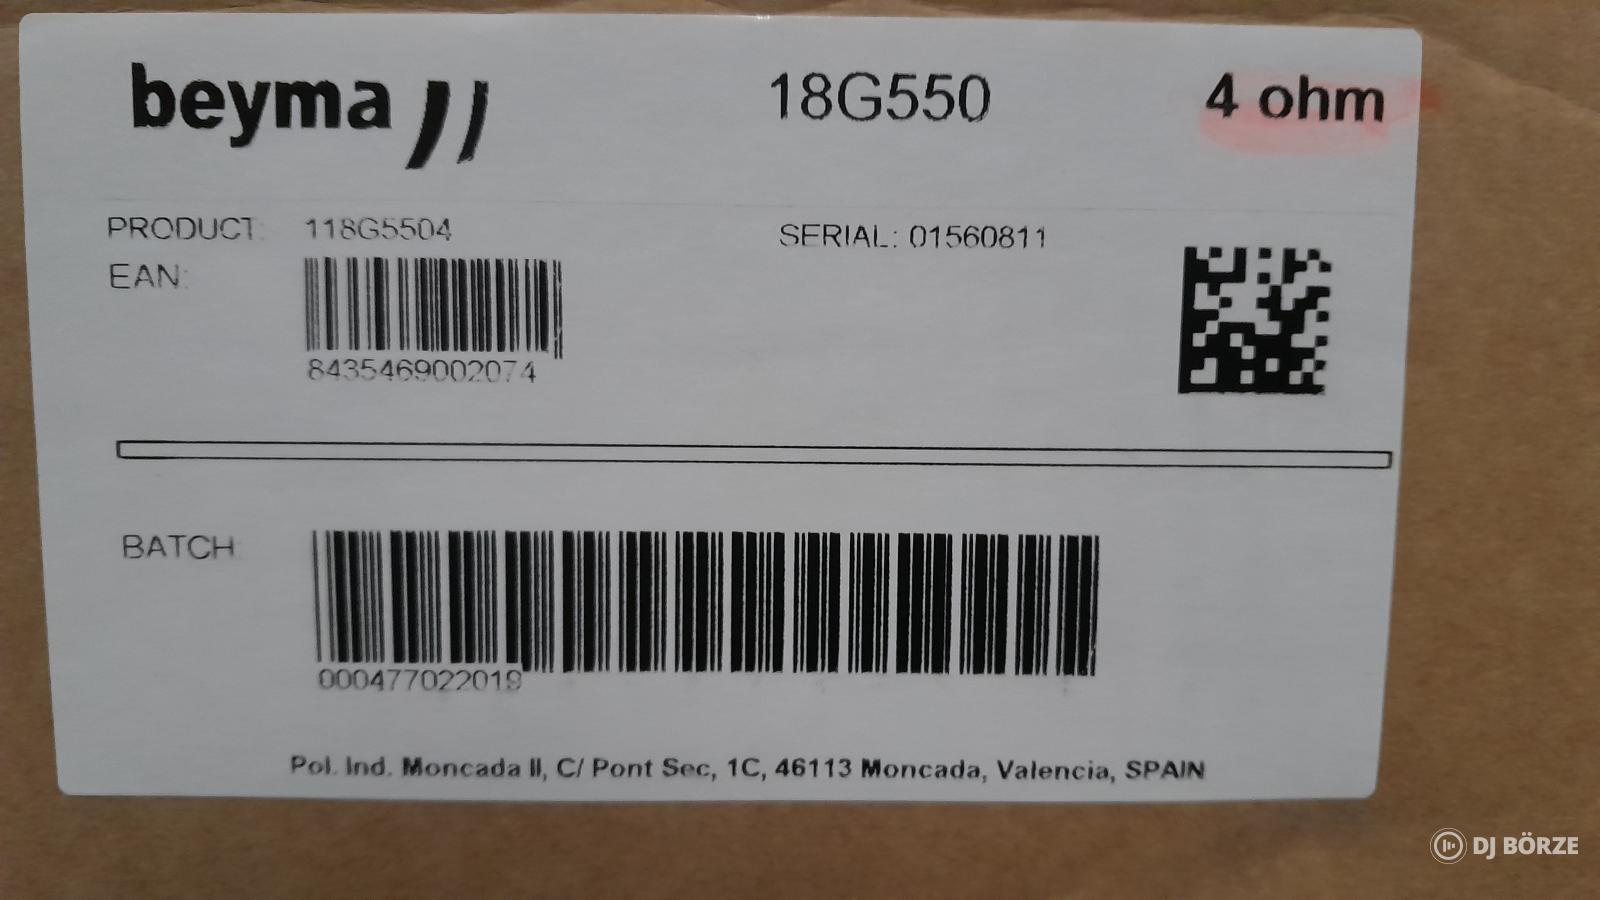 beyma 18G550 4 ohm
PRODUCT: 118G5504 SERIAL: 01560811
EAN:
8435469002074
BATCH
000477022019
Pol. Ind. Moncada II, C/ Pont Sec, 1C, 46113 Moncada, Valencia, SPAIN
DJ BÖRZE